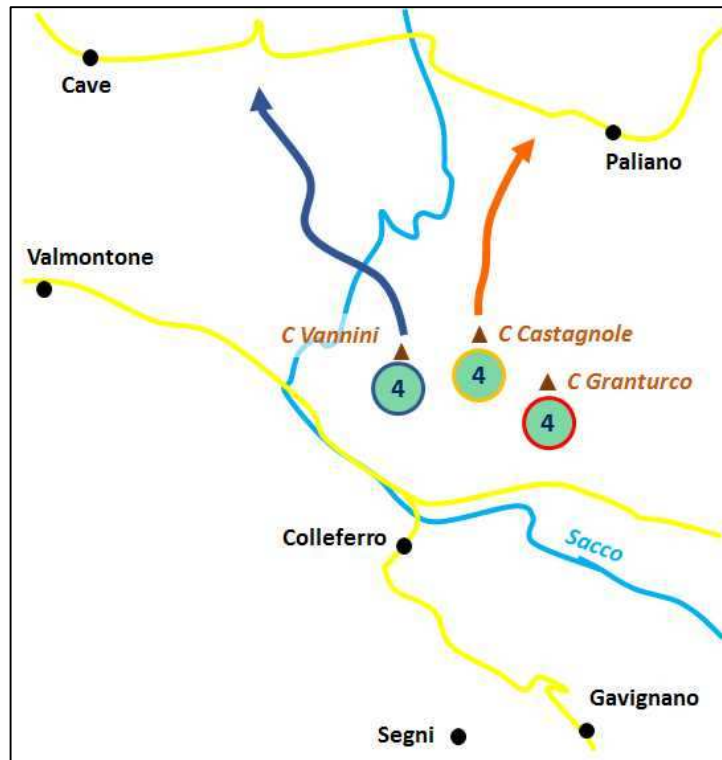 Cave
Paliano
Valmontone
C Vannini
C Castagnole
4
4
C Granturco
4
Colleferro
Sacco
Gavignano
Segni